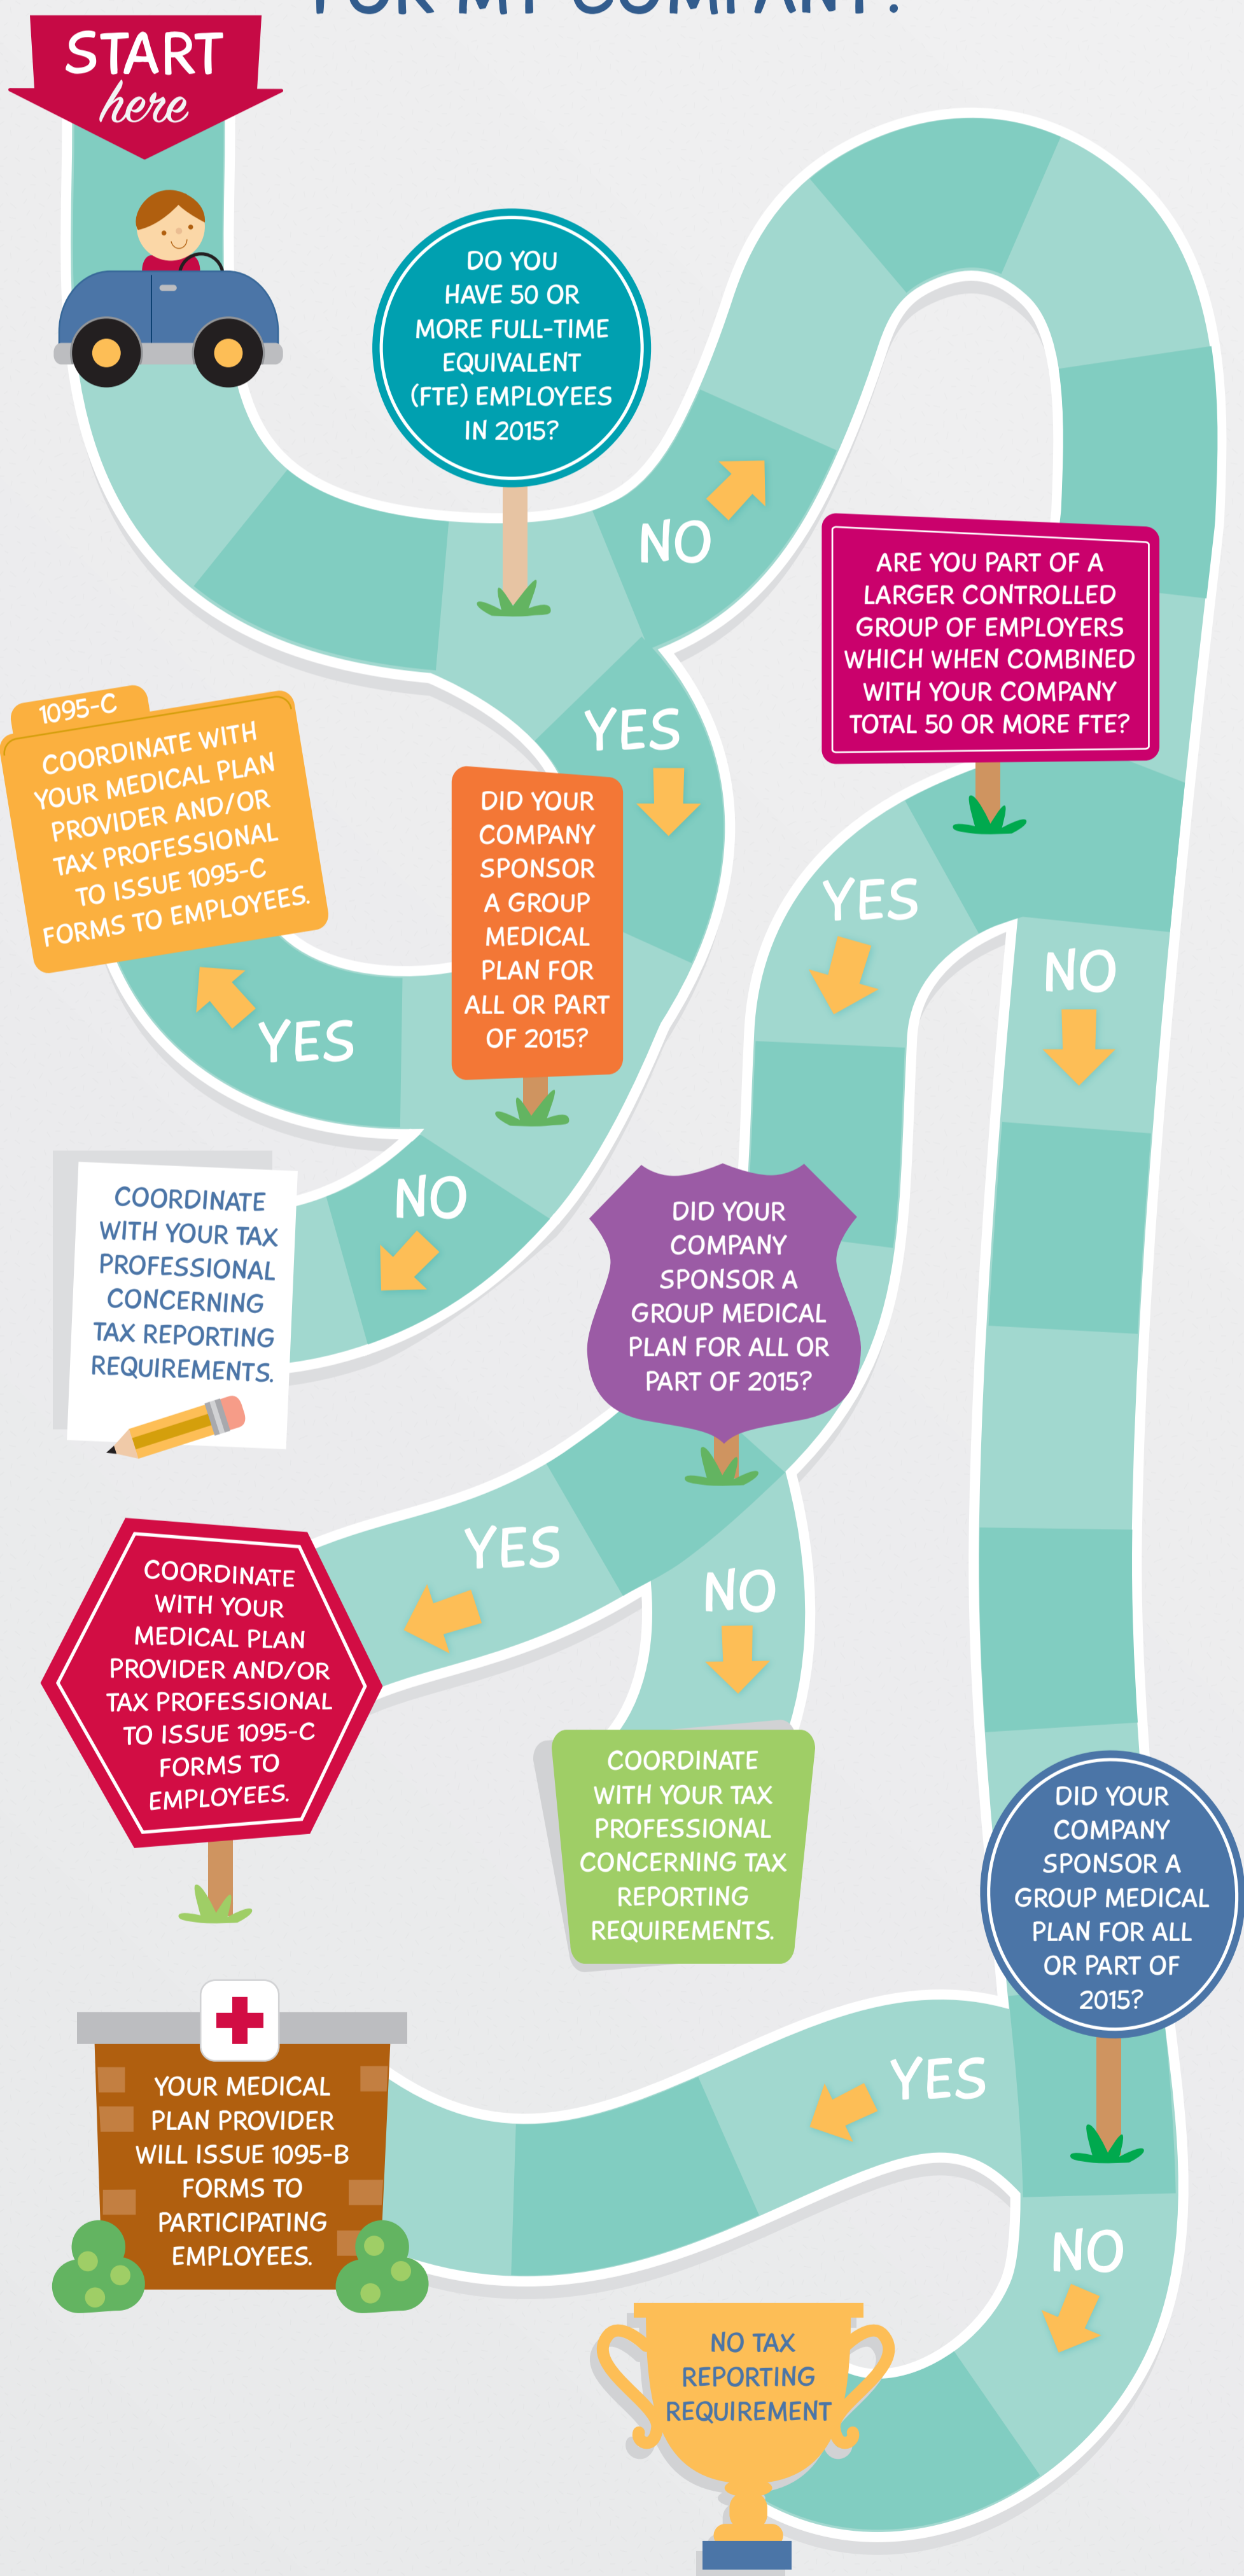 FOR MY COMPANY?
START
here
DO YOU
HAVE 50 OR
MORE FULL-TIME
EQUIVALENT
(FTE) EMPLOYEES
IN 2015?
NO
ARE YOU PART OF A
LARGER CONTROLLED
GROUP OF EMPLOYERS
WHICH WHEN COMBINED
WITH YOUR COMPANY
TOTAL 50 OR MORE FTE?
YES
1095-C
COORDINATE WITH
YOUR MEDICAL PLAN
PROVIDER AND/OR
TAX PROFESSIONAL
TO ISSUE 1095-C
FORMS TO EMPLOYEES.
DID YOUR
COMPANY
SPONSOR
A GROUP
MEDICAL
PLAN FOR
ALL OR PART
OF 2015?
YES
NO
YES
NO
COORDINATE
WITH YOUR TAX
PROFESSIONAL
CONCERNING
TAX REPORTING
REQUIREMENTS.
DID YOUR
COMPANY
SPONSOR A
GROUP MEDICAL
PLAN FOR ALL OR
PART OF 2015?
YES
NO
COORDINATE
WITH YOUR
MEDICAL PLAN
PROVIDER AND/OR
TAX PROFESSIONAL
TO ISSUE 1095-C
FORMS TO
EMPLOYEES.
COORDINATE
WITH YOUR TAX
PROFESSIONAL
CONCERNING TAX
REPORTING
REQUIREMENTS.
DID YOUR
COMPANY
SPONSOR A
GROUP MEDICAL
PLAN FOR ALL
OR PART OF
2015?
YES
YOUR MEDICAL
PLAN PROVIDER
WILL ISSUE 1095-B
FORMS TO
PARTICIPATING
EMPLOYEES.
NO
NO TAX
REPORTING
REQUIREMENT